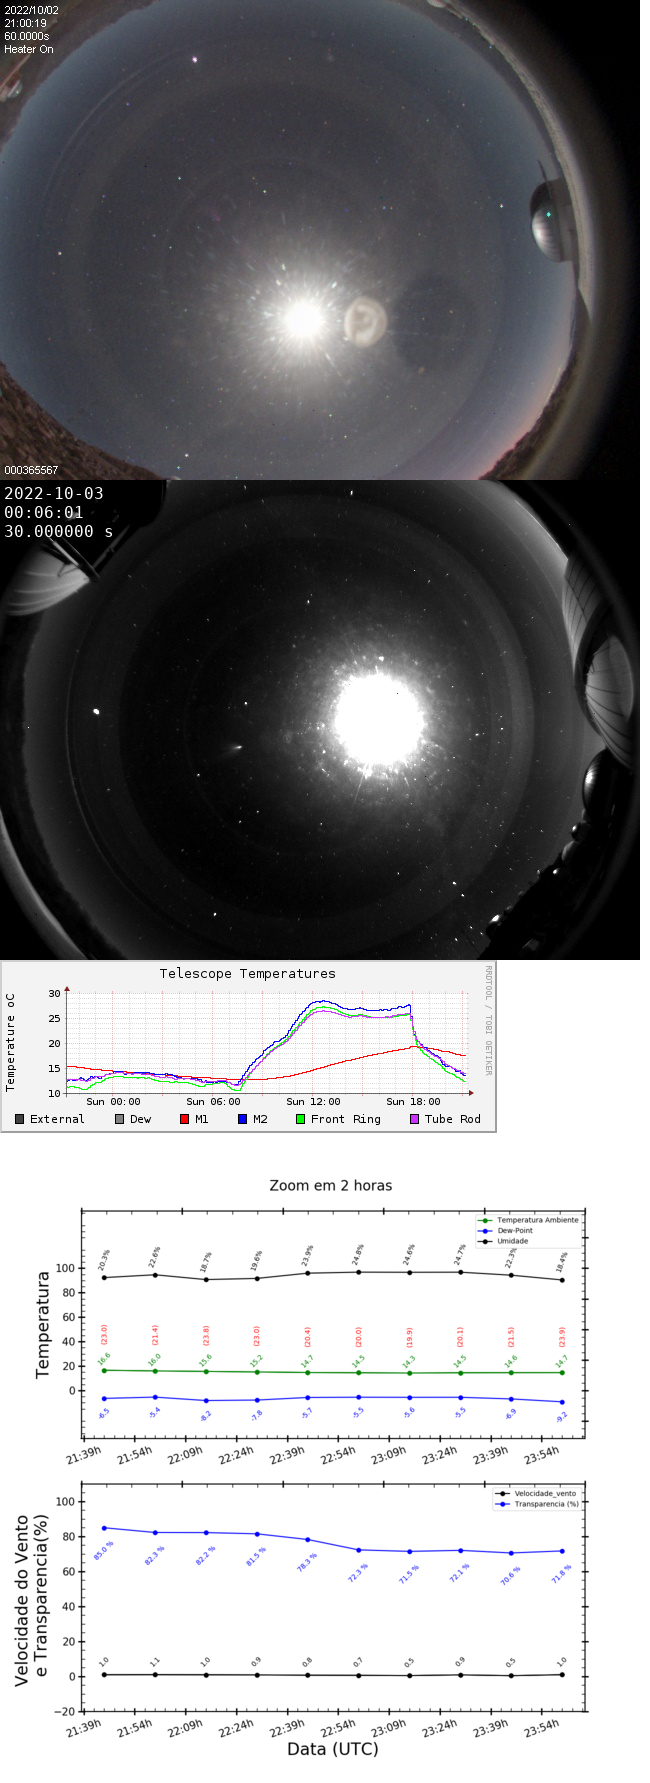 2022/10/02
21:00:19
60.0000s
Heater On
000365567
2022-10-03
00:06:01
30.000000 s
Telescope Temperatures
RRDTOOL / TOBI OETIKER
Temperature oC
30
25
20
15
10
Sun 00:00 Sun 06:00 Sun 12:00 Sun 18:00
External Dew M1 M2 Front Ring Tube Rod
Zoom em 2 horas
Temperatura Ambiente
Dew-Point
Umidade
Temperatura
100
80
60
40
20
0
20.3% 22.6% 18.7% 19.6% 23.9% 24.8% 24.6% 24.7% 22.3% 18.4%
(23.0) (21.4) (23.8) (23.0) (20.4) (20.0) (19.9) (20.1) (21.5) (23.9)
16.6 16.0 15.6 15.2 14.7 14.5 14.3 14.5 14.6 14.7
-6.5 -5.4 -8.2 -7.8 -5.7 -5.5 -5.6 -5.5 -6.9 -9.2
21:39h 21:54h 22:09h 22:24h 22:39h 22:54h 23:09h 23:24h 23:39h 23:54h
Velocidade_vento
Transparencia (%)
Velocidade do Vento
e Transparencia(%)
100
80
60
40
20
0
−20
85.0 % 82.3 % 82.2 % 81.5 % 78.3 % 72.3 % 71.5 % 72.1 % 70.6 % 71.8 %
1.0 1.1 1.0 0.9 0.8 0.7 0.5 0.9 0.5 1.0
21:39h 21:54h 22:09h 22:24h 22:39h 22:54h 23:09h 23:24h 23:39h 23:54h
Data (UTC)